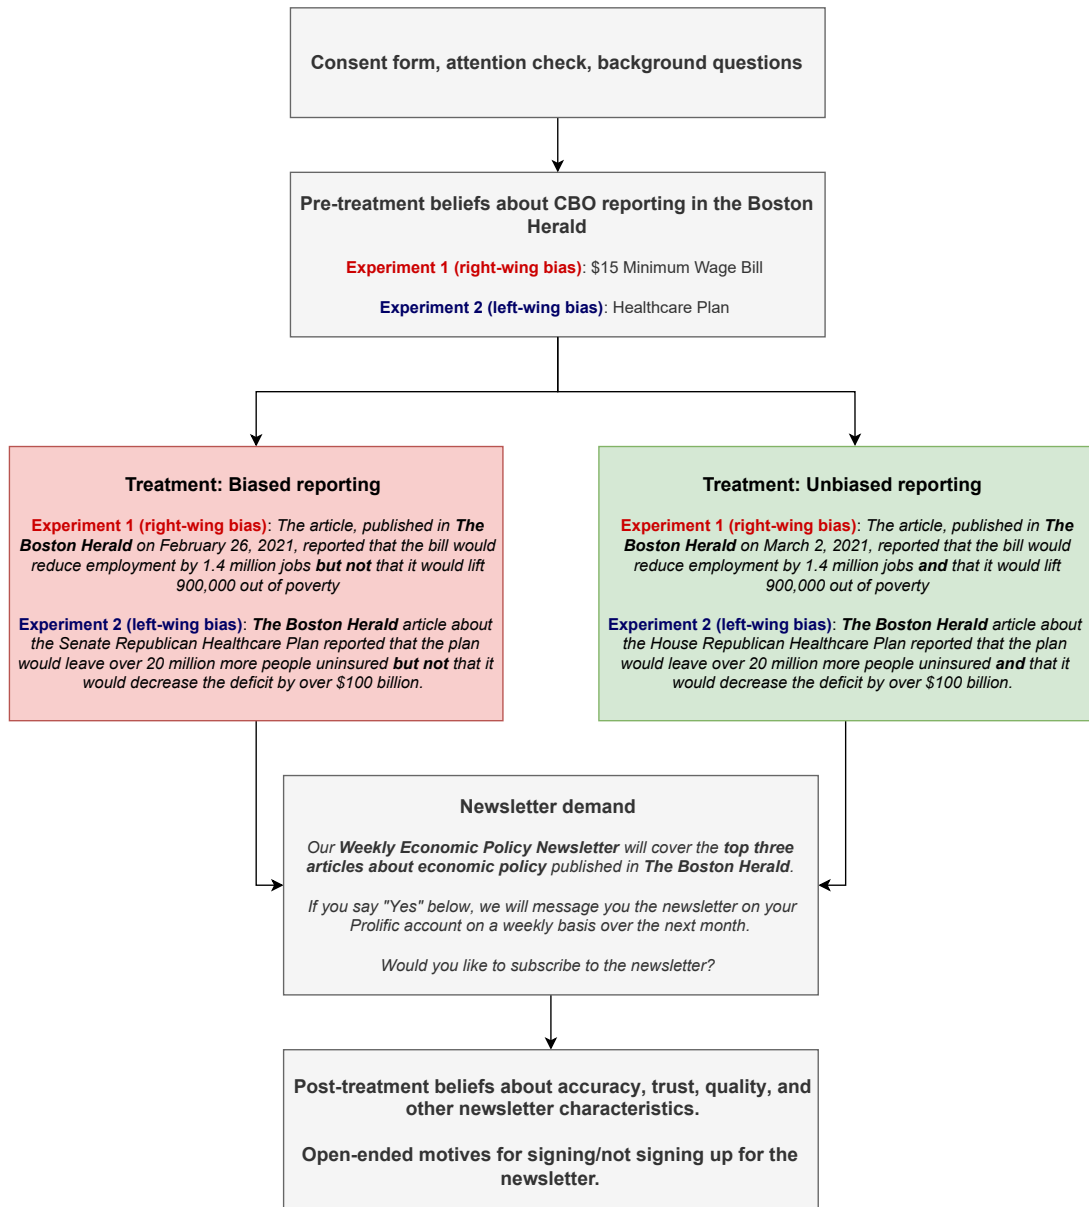 Consent form, attention check, background questions
Pre-treatment beliefs about CBO reporting in the Boston
Herald
Experiment 1 (right-wing bias): $15 Minimum Wage Bill
Experiment 2 (left-wing bias): Healthcare Plan
Treatment: Biased reporting
Experiment 1 (right-wing bias): The article, published in The
Boston Herald on February 26, 2021, reported that the bill would
reduce employment by 1.4 million jobs but not that it would lift
900,000 out of poverty
Experiment 2 (left-wing bias): The Boston Herald article about
the Senate Republican Healthcare Plan reported that the plan
would leave over 20 million more people uninsured but not that it
would decrease the deficit by over $100 billion.
Treatment: Unbiased reporting
Experiment 1 (right-wing bias): The article, published in The
Boston Herald on March 2, 2021, reported that the bill would
reduce employment by 1.4 million jobs and that it would lift
900,000 out of poverty
Experiment 2 (left-wing bias): The Boston Herald article about
the House Republican Healthcare Plan reported that the plan
would leave over 20 million more people uninsured and that it
would decrease the deficit by over $100 billion.
Newsletter demand
Our Weekly Economic Policy Newsletter will cover the top three
articles about economic policy published in The Boston Herald.
If you say "Yes" below, we will message you the newsletter on your
Prolific account on a weekly basis over the next month.
Would you like to subscribe to the newsletter?
Post-treatment beliefs about accuracy, trust, quality, and
other newsletter characteristics.
Open-ended motives for signing/not signing up for the
newsletter.